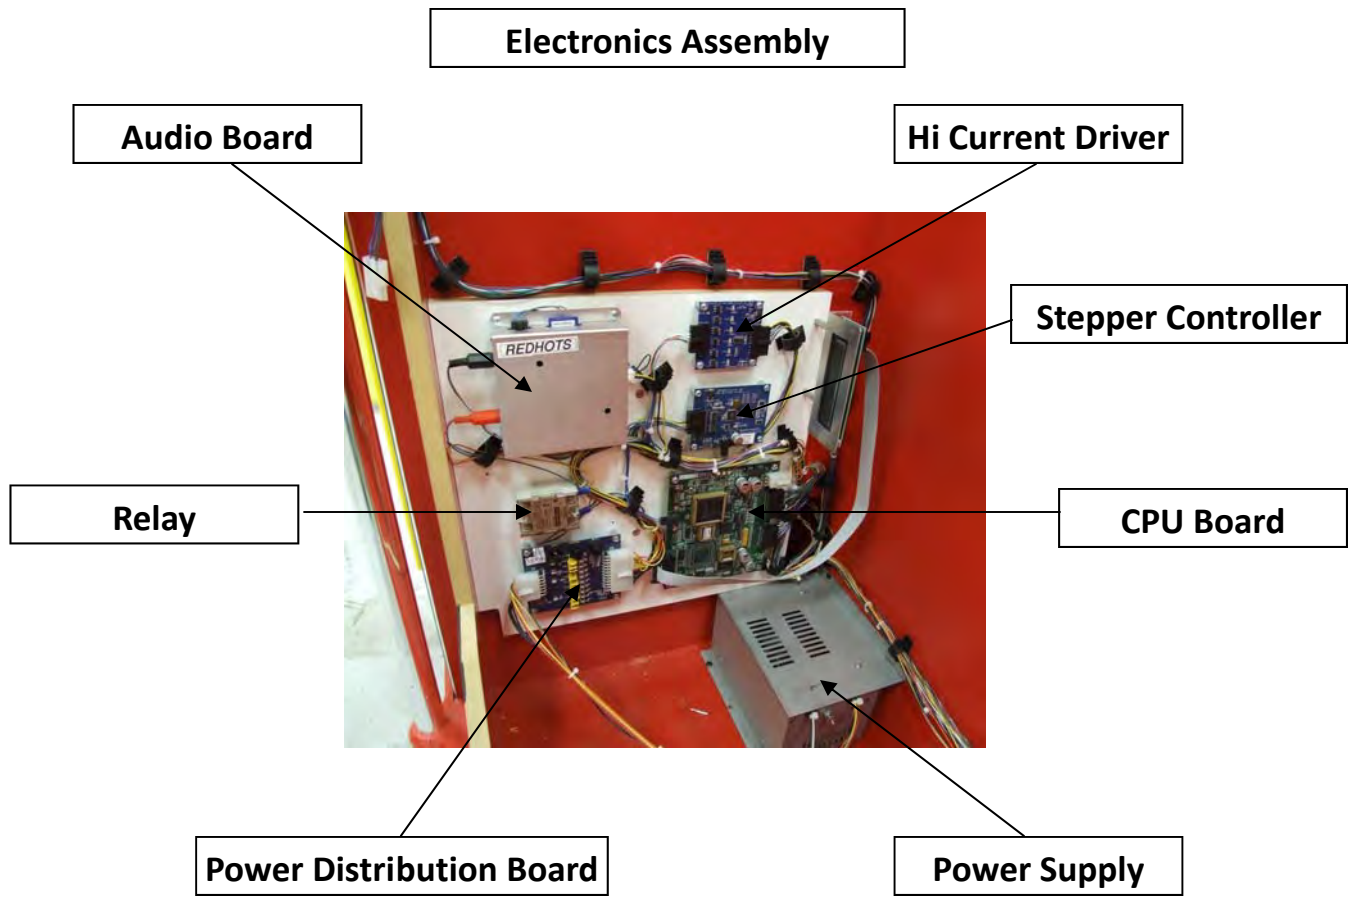 Electronics Assembly
Audio Board
Hi Current Driver
Stepper Controller
REDHOTS
Relay
CPU Board
Power Distribution Board
Power Supply